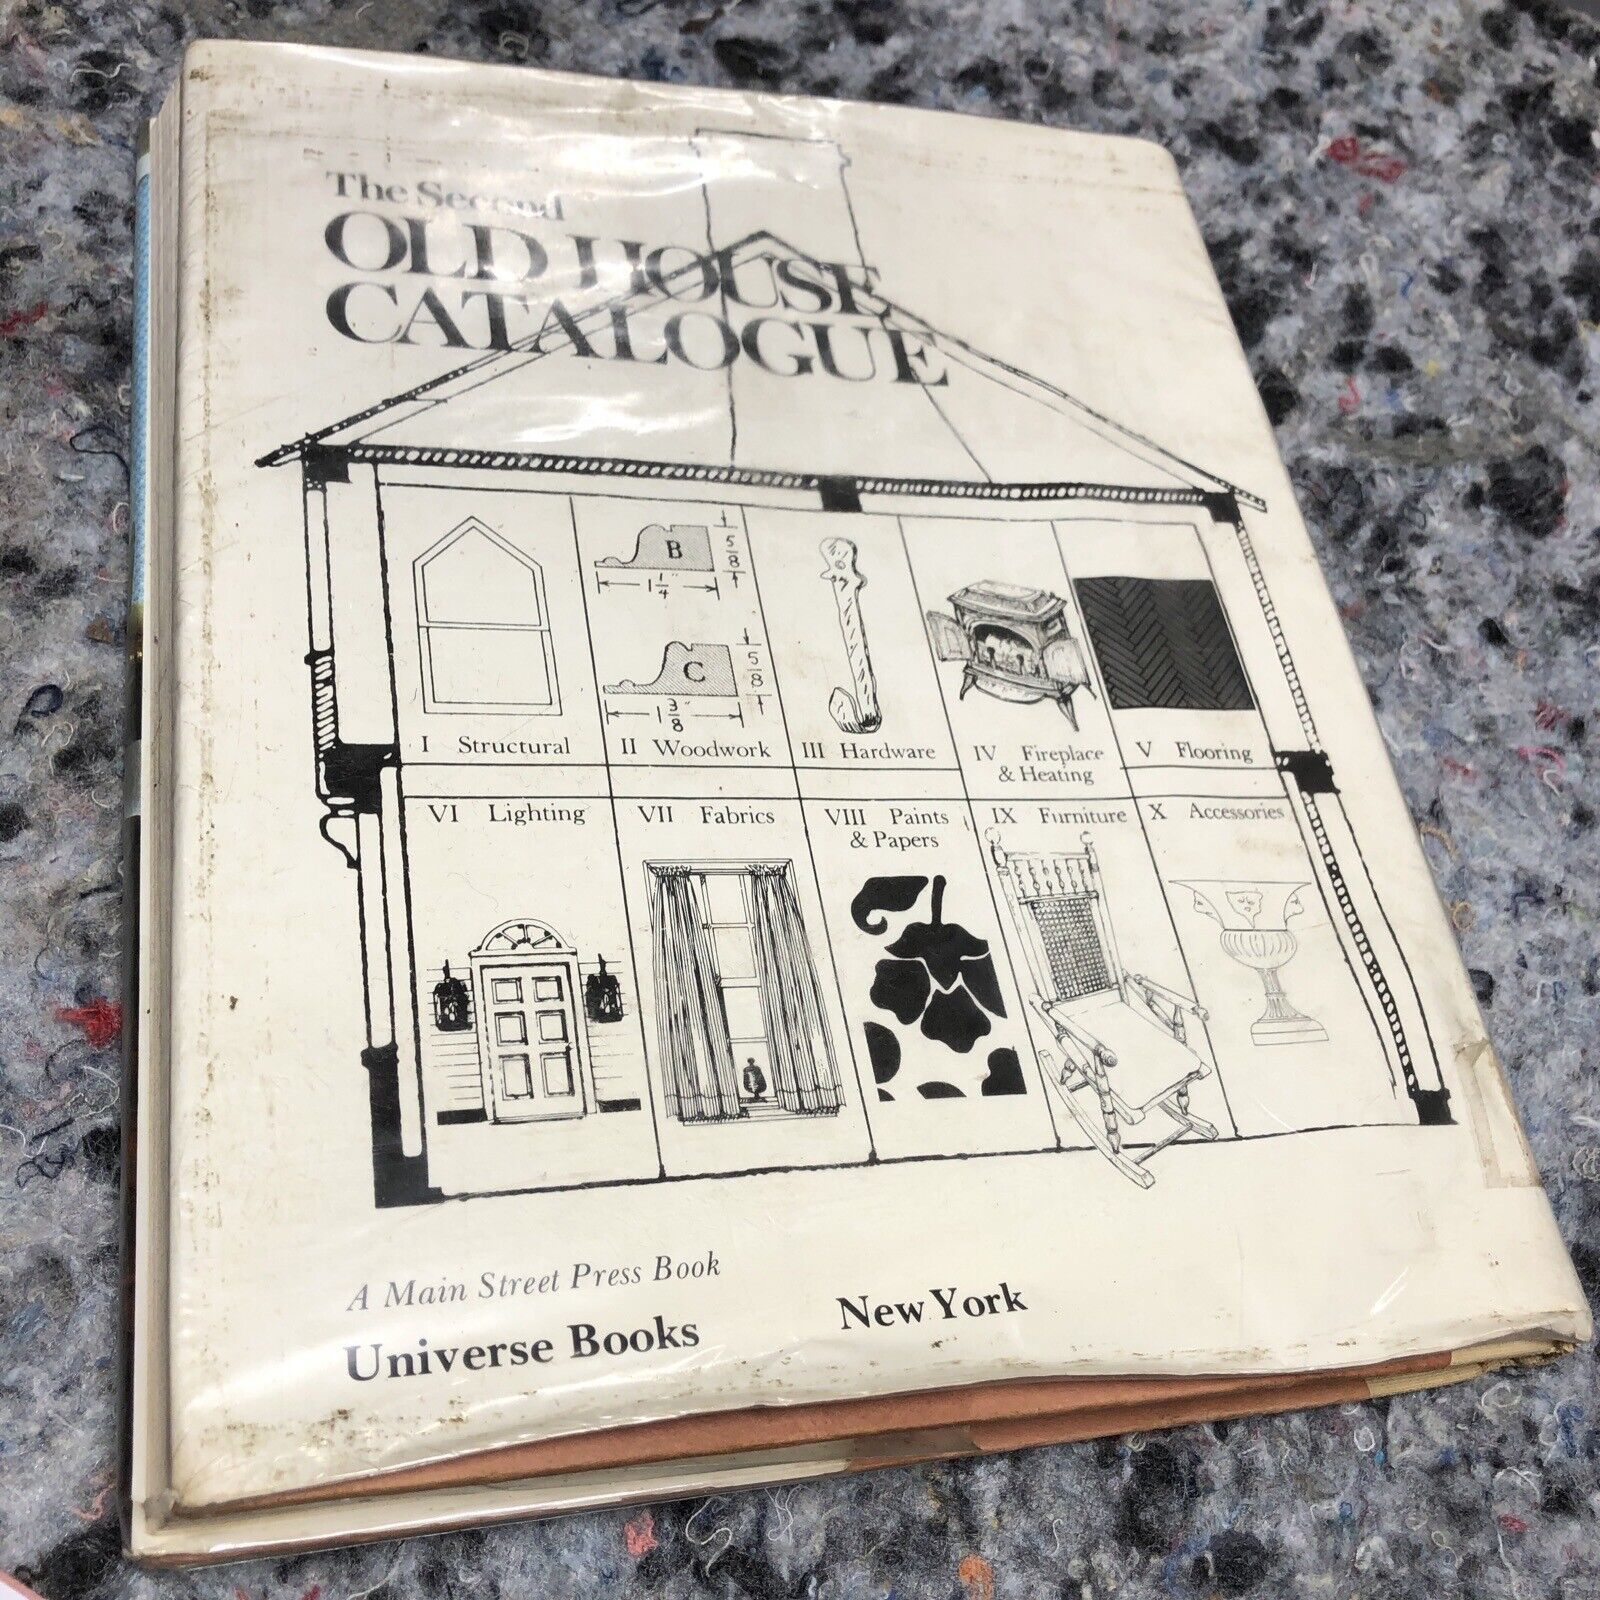 The Second
OLD HOUSE
CATALOGUE
B
5/8
1 1/4"
C
5/8
1 3/8"
I Structural
II Woodwork
III Hardware
IV Fireplace
& Heating
V Flooring
VI Lighting
VII Fabrics
VIII Paints
& Papers
IX Furniture
X Accessories
A Main Street Press Book
Universe Books
New York